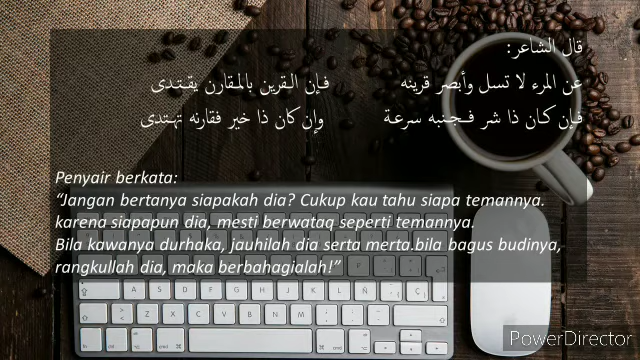 قال الشاعر:
عن المرء لا تسل وأبصر قرينه فإن القرين بالمقارن يقتدى
فإن كان ذا شر فجنبه سرعة وإن كان ذا خير فقارنه تهتدى
Penyair berkata:
“Jangan bertanya siapakah dia? Cukup kau tahu siapa temannya.
karena siapapun dia, mesti berwataq seperti temannya.
Bila kawanya durhaka, jauhilah dia serta merta.bila bagus budinya,
rangkullah dia, maka berbahagialah!”
PowerDirector